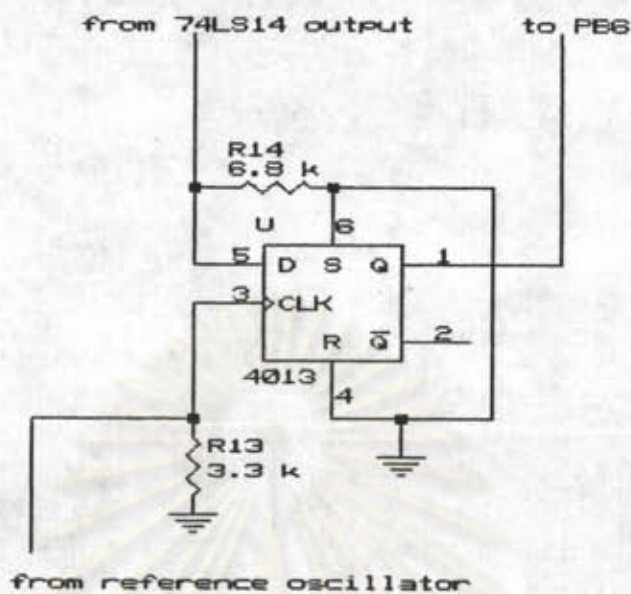 from 74LS14 output
to PB6
R14
6.8 k
U
6
5
D S Q
1
3
CLK
R Q̅
2
4013
4
R13
3.3 k
from reference oscillator